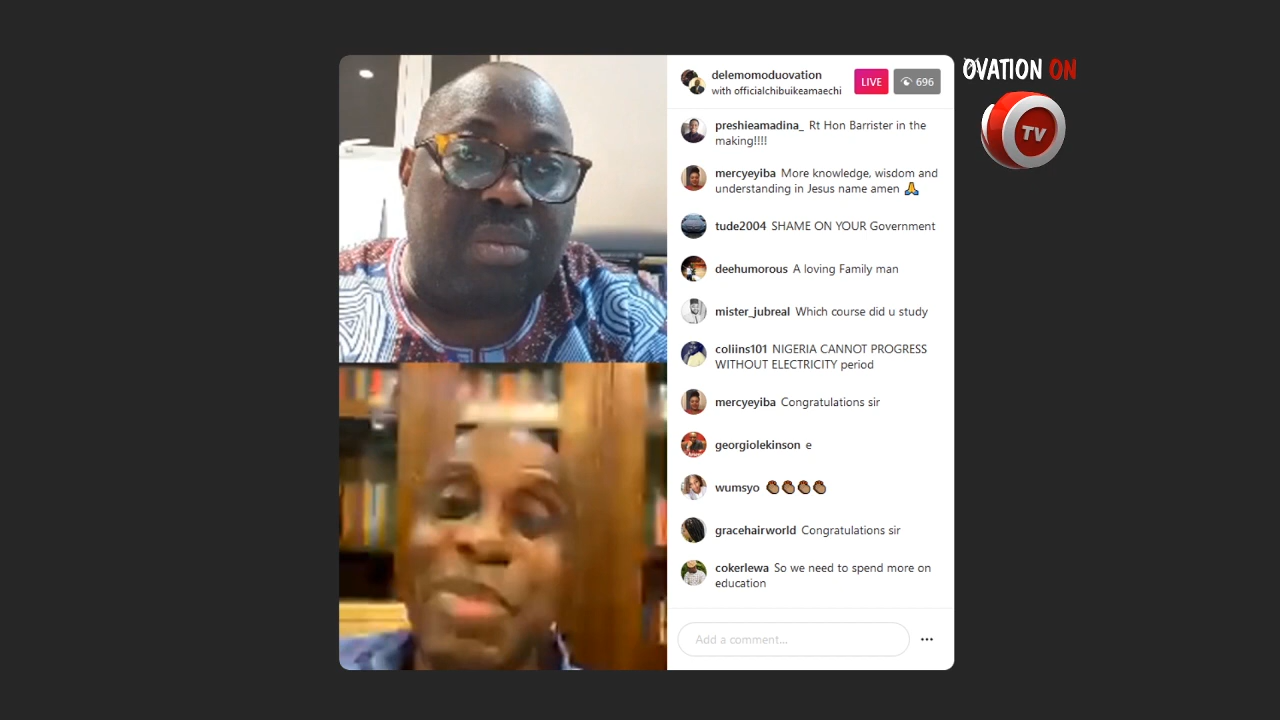 delemomoduovation
with officialchibuikeamaechi
LIVE
696
OVATION ON
TV
preshieamadina_ Rt Hon Barrister in the
making!!!!
mercyeyiba More knowledge, wisdom and
understanding in Jesus name amen 🙏
tude2004 SHAME ON YOUR Government
deehumorous A loving Family man
mister_jubreal Which course did u study
coliins101 NIGERIA CANNOT PROGRESS
WITHOUT ELECTRICITY period
mercyeyiba Congratulations sir
georgiolekinson e
wumsyo 👏🏽👏🏽👏🏽👏🏽
gracehairworld Congratulations sir
cokerlewa So we need to spend more on
education
Add a comment...